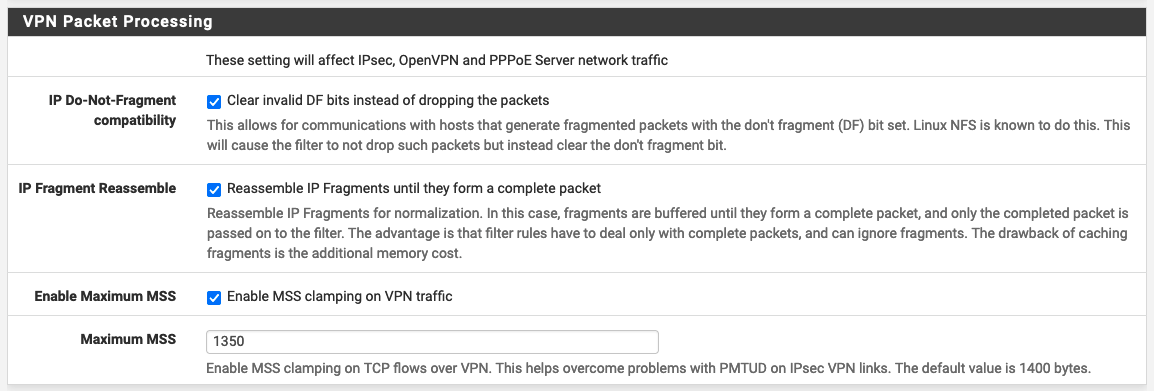 VPN Packet Processing
These setting will affect IPsec, OpenVPN and PPPoE Server network traffic
IP Do-Not-Fragment
compatibility
Clear invalid DF bits instead of dropping the packets
This allows for communications with hosts that generate fragmented packets with the don't fragment (DF) bit set. Linux NFS is known to do this. This
will cause the filter to not drop such packets but instead clear the don't fragment bit.
IP Fragment Reassemble
Reassemble IP Fragments until they form a complete packet
Reassemble IP Fragments for normalization. In this case, fragments are buffered until they form a complete packet, and only the completed packet is
passed on to the filter. The advantage is that filter rules have to deal only with complete packets, and can ignore fragments. The drawback of caching
fragments is the additional memory cost.
Enable Maximum MSS
Enable MSS clamping on VPN traffic
Maximum MSS
1350
Enable MSS clamping on TCP flows over VPN. This helps overcome problems with PMTUD on IPsec VPN links. The default value is 1400 bytes.